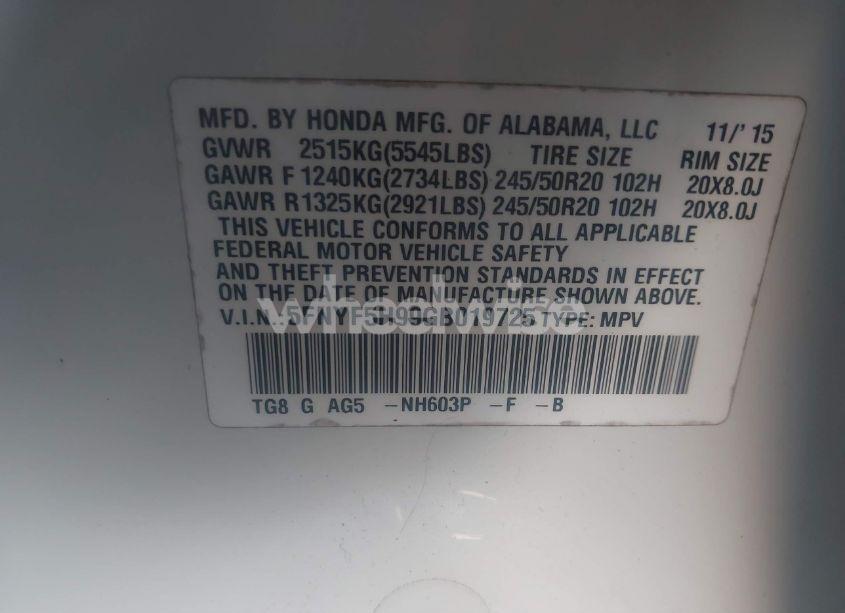 MFD. BY HONDA MFG. OF ALABAMA, LLC 11/' 15
GVWR 2515KG(5545LBS) TIRE SIZE RIM SIZE
GAWR F 1240KG(2734LBS) 245/50R20 102H 20X8.0J
GAWR R 1325KG(2921LBS) 245/50R20 102H 20X8.0J
THIS VEHICLE CONFORMS TO ALL APPLICABLE
FEDERAL MOTOR VEHICLE SAFETY
AND THEFT PREVENTION STANDARDS IN EFFECT
ON THE DATE OF MANUFACTURE SHOWN ABOVE.
V.I.N.: 5FNYF5H99GB019725 TYPE: MPV
wheelwise
TG8 G AG5 -NH603P -F -B